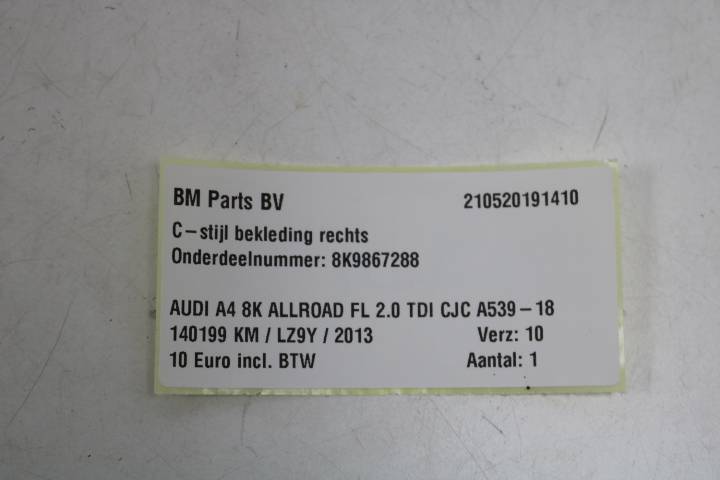 BM Parts BV 210520191410
C-stijl bekleding rechts
Onderdeelnummer: 8K9867288
AUDI A4 8K ALLROAD FL 2.0 TDI CJC A539-18
140199 KM / LZ9Y / 2013 Verz: 10
10 Euro incl. BTW Aantal: 1